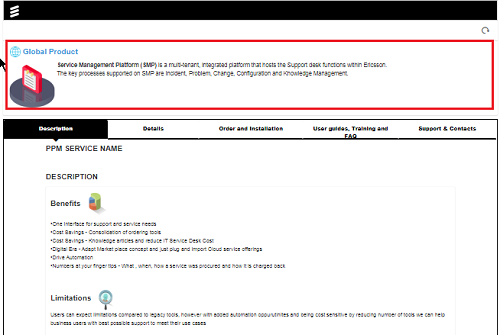 Global Product
Service Management Platform (SMP) is a multi-tenant, integrated platform that hosts the Support desk functions within Ericsson.
The key processes supported on SMP are Incident, Problem, Change, Configuration and Knowledge Management.
Description Details Order and Installation User guides, Training and FAQ Support & Contacts
PPM SERVICE NAME
DESCRIPTION
Benefits
•One interface for support and service needs
•Cost Savings - Consolidation of ordering tools
•Cost Savings - Knowledge articles and reduce IT Service Desk Cost
•Digital Era - Adapt Market place concept and just plug and import Cloud service offerings
•Drive Automation
•Numbers at your finger tips - What , when, how a service was procured and how it is charged back
Limitations
Users can expect limitations compared to legacy tools, however with added automation oppurutnities and being cost sensitive by reducing number of tools we can help
business users with best possible support to meet their use cases